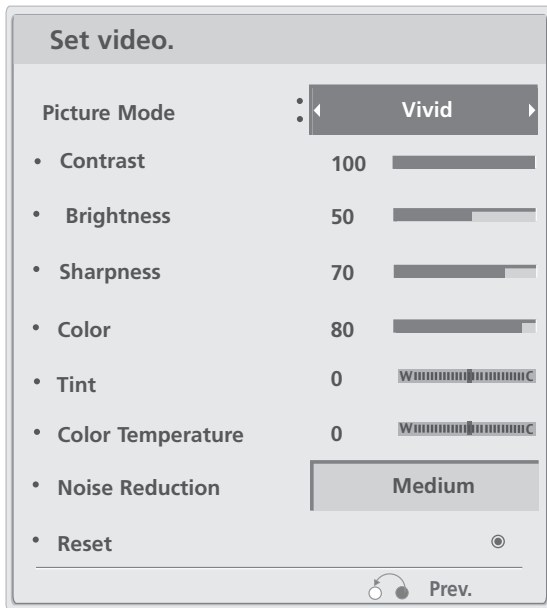 Set video.
Picture Mode : Vivid
• Contrast 100
• Brightness 50
• Sharpness 70
• Color 80
• Tint 0 W C
• Color Temperature 0 W C
• Noise Reduction Medium
• Reset
Prev.